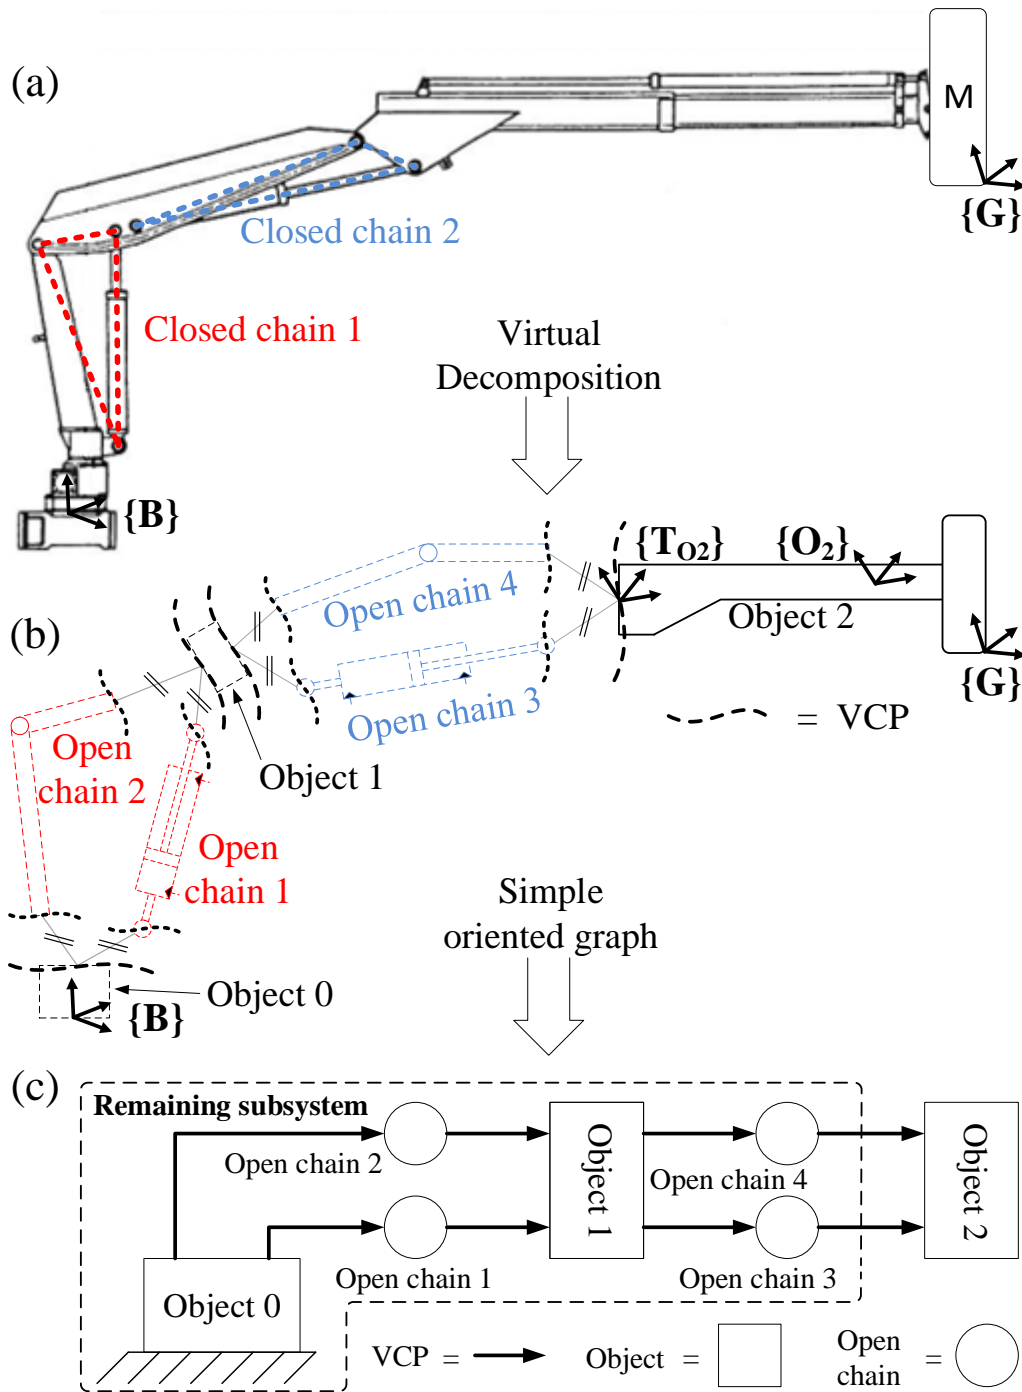 (a)
M
{G}
Closed chain 2
Closed chain 1
Virtual
Decomposition
{B}
{T_O2}
{O_2}
Open chain 4
(b)
Object 2
{G}
Open chain 3
= VCP
Open
chain 2
Object 1
Open
chain 1
Simple
oriented graph
Object 0
{B}
(c)
Remaining subsystem
Open chain 2
Object 1
Open chain 4
Object 2
Open chain 1
Open chain 3
Object 0
VCP =
Object =
Open
chain =